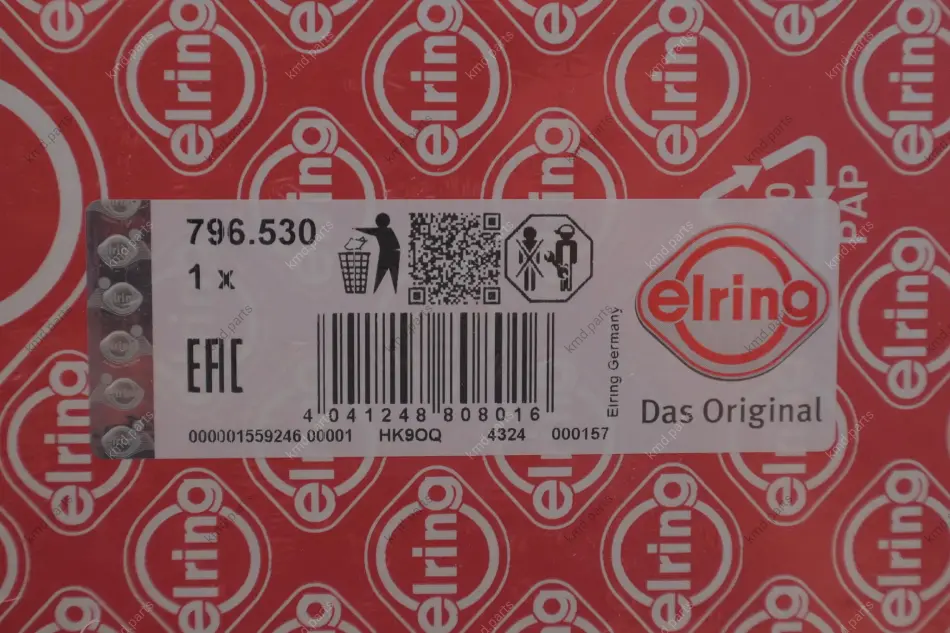 796.530
1 x
EAC
4 041248 808016
000001559246 00001 HK9OQ 4324 000157
Elring Germany
elring
Das Original
PAP
elring
kmd.parts